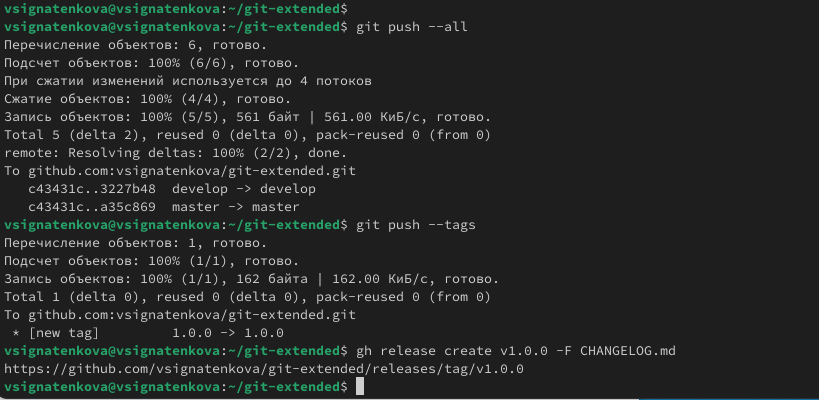 vsignatenkova@vsignatenkova:~/git-extended$
vsignatenkova@vsignatenkova:~/git-extended$ git push --all
Перечисление объектов: 6, готово.
Подсчет объектов: 100% (6/6), готово.
При сжатии изменений используется до 4 потоков
Сжатие объектов: 100% (4/4), готово.
Запись объектов: 100% (5/5), 561 байт | 561.00 КиБ/с, готово.
Total 5 (delta 2), reused 0 (delta 0), pack-reused 0 (from 0)
remote: Resolving deltas: 100% (2/2), done.
To github.com:vsignatenkova/git-extended.git
   c43431c..3227b48  develop -> develop
   c43431c..a35c869  master -> master
vsignatenkova@vsignatenkova:~/git-extended$ git push --tags
Перечисление объектов: 1, готово.
Подсчет объектов: 100% (1/1), готово.
Запись объектов: 100% (1/1), 162 байта | 162.00 КиБ/с, готово.
Total 1 (delta 0), reused 0 (delta 0), pack-reused 0 (from 0)
To github.com:vsignatenkova/git-extended.git
 * [new tag]         1.0.0 -> 1.0.0
vsignatenkova@vsignatenkova:~/git-extended$ gh release create v1.0.0 -F CHANGELOG.md
https://github.com/vsignatenkova/git-extended/releases/tag/v1.0.0
vsignatenkova@vsignatenkova:~/git-extended$